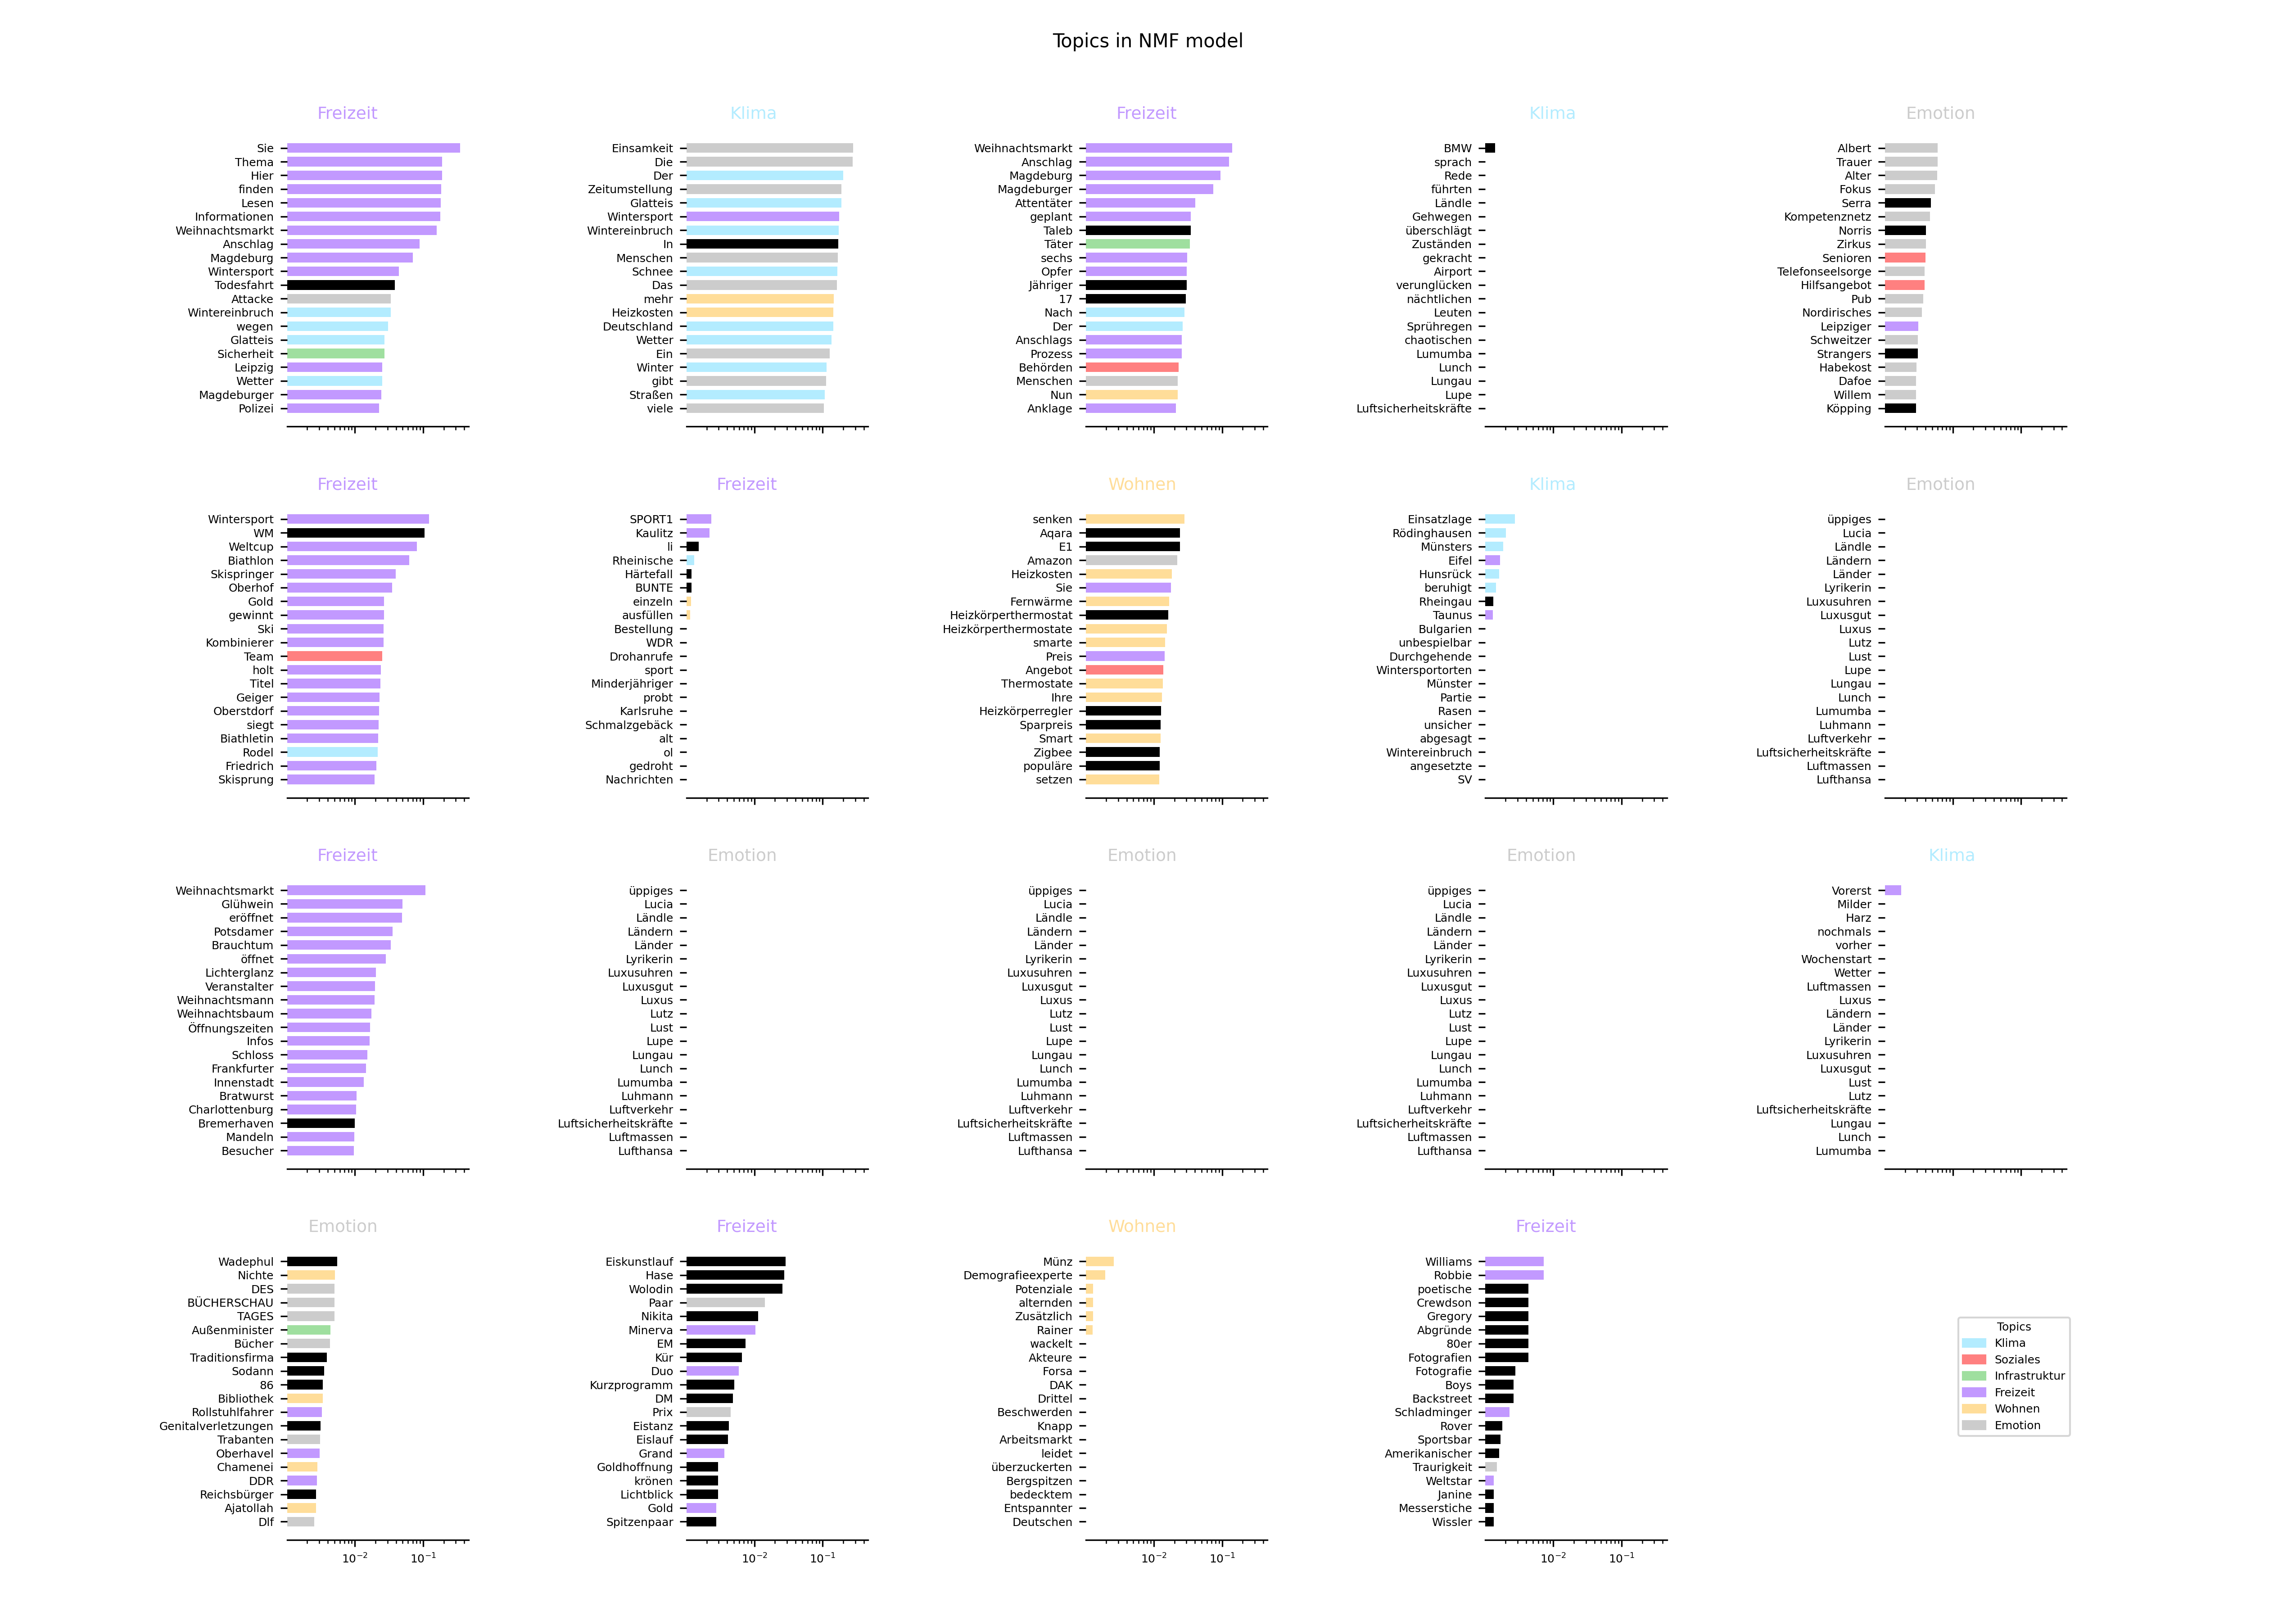 Topics in NMF model
Freizeit
Sie
Thema
Hier
finden
Lesen
Informationen
Weihnachtsmarkt
Anschlag
Magdeburg
Wintersport
Todesfahrt
Attacke
Wintereinbruch
wegen
Glatteis
Sicherheit
Leipzig
Wetter
Magdeburger
Polizei
Klima
Einsamkeit
Die
Der
Zeitumstellung
Glatteis
Wintersport
Wintereinbruch
In
Menschen
Schnee
Das
mehr
Heizkosten
Deutschland
Wetter
Ein
Winter
gibt
Straßen
viele
Freizeit
Weihnachtsmarkt
Anschlag
Magdeburg
Magdeburger
Attentäter
geplant
Taleb
Täter
sechs
Opfer
Jähriger
17
Nach
Der
Anschlags
Prozess
Behörden
Menschen
Nun
Anklage
Klima
BMW
sprach
Rede
führten
Ländle
Gehwegen
überschlägt
Zuständen
gekracht
Airport
verunglücken
nächtlichen
Leuten
Sprühregen
chaotischen
Lumumba
Lunch
Lungau
Lupe
Luftsicherheitskräfte
Emotion
Albert
Trauer
Alter
Fokus
Serra
Kompetenznetz
Norris
Zirkus
Senioren
Telefonseelsorge
Hilfsangebot
Pub
Nordirisches
Leipziger
Schweitzer
Strangers
Habekost
Dafoe
Willem
Köpping
Freizeit
Wintersport
WM
Weltcup
Biathlon
Skispringer
Oberhof
Gold
gewinnt
Ski
Kombinierer
Team
holt
Titel
Geiger
Oberstdorf
siegt
Biathletin
Rodel
Friedrich
Skisprung
Freizeit
SPORT1
Kaulitz
li
Rheinische
Härtefall
BUNTE
einzeln
ausfüllen
Bestellung
WDR
Drohanrufe
sport
Minderjähriger
probt
Karlsruhe
Schmalzgebäck
alt
ol
gedroht
Nachrichten
Wohnen
senken
Aqara
E1
Amazon
Heizkosten
Sie
Fernwärme
Heizkörperthermostat
Heizkörperthermostate
smarte
Preis
Angebot
Thermostate
Ihre
Heizkörperregler
Sparpreis
Smart
Zigbee
populäre
setzen
Klima
Einsatzlage
Rödinghausen
Münsters
Eifel
Hunsrück
beruhigt
Rheingau
Taunus
Bulgarien
unbespielbar
Durchgehende
Wintersportorten
Münster
Partie
Rasen
unsicher
abgesagt
Wintereinbruch
angesetzte
SV
Emotion
üppiges
Lucia
Ländle
Ländern
Länder
Lyrikerin
Luxusuhren
Luxusgut
Luxus
Lutz
Lust
Lupe
Lungau
Lunch
Lumumba
Luhmann
Luftverkehr
Luftsicherheitskräfte
Luftmassen
Lufthansa
Freizeit
Weihnachtsmarkt
Glühwein
eröffnet
Potsdamer
Brauchtum
öffnet
Lichterglanz
Veranstalter
Weihnachtsmann
Weihnachtsbaum
Öffnungszeiten
Infos
Schloss
Frankfurter
Innenstadt
Bratwurst
Charlottenburg
Bremerhaven
Mandeln
Besucher
Emotion
üppiges
Lucia
Ländle
Ländern
Länder
Lyrikerin
Luxusuhren
Luxusgut
Luxus
Lutz
Lust
Lupe
Lungau
Lunch
Lumumba
Luhmann
Luftverkehr
Luftsicherheitskräfte
Luftmassen
Lufthansa
Emotion
üppiges
Lucia
Ländle
Ländern
Länder
Lyrikerin
Luxusuhren
Luxusgut
Luxus
Lutz
Lust
Lupe
Lungau
Lunch
Lumumba
Luhmann
Luftverkehr
Luftsicherheitskräfte
Luftmassen
Lufthansa
Emotion
üppiges
Lucia
Ländle
Ländern
Länder
Lyrikerin
Luxusuhren
Luxusgut
Luxus
Lutz
Lust
Lupe
Lungau
Lunch
Lumumba
Luhmann
Luftverkehr
Luftsicherheitskräfte
Luftmassen
Lufthansa
Klima
Vorerst
Milder
Harz
nochmals
vorher
Wochenstart
Wetter
Luftmassen
Luxus
Ländern
Länder
Lyrikerin
Luxusuhren
Luxusgut
Lust
Lutz
Luftsicherheitskräfte
Lungau
Lunch
Lumumba
Emotion
Wadephul
Nichte
DES
BÜCHERSCHAU
TAGES
Außenminister
Bücher
Traditionsfirma
Sodann
86
Bibliothek
Rollstuhlfahrer
Genitalverletzungen
Trabanten
Oberhavel
Chamenei
DDR
Reichsbürger
Ajatollah
Dlf
10⁻² 10⁻¹
Freizeit
Eiskunstlauf
Hase
Wolodin
Paar
Nikita
Minerva
EM
Kür
Duo
Kurzprogramm
DM
Prix
Eistanz
Eislauf
Grand
Goldhoffnung
krönen
Lichtblick
Gold
Spitzenpaar
10⁻² 10⁻¹
Wohnen
Münz
Demografieexperte
Potenziale
alternden
Zusätzlich
Rainer
wackelt
Akteure
Forsa
DAK
Drittel
Beschwerden
Knapp
Arbeitsmarkt
leidet
überzuckerten
Bergspitzen
bedecktem
Entspannter
Deutschen
10⁻² 10⁻¹
Freizeit
Williams
Robbie
poetische
Crewdson
Gregory
Abgründe
80er
Fotografien
Fotografie
Boys
Backstreet
Schladminger
Rover
Sportsbar
Amerikanischer
Traurigkeit
Weltstar
Janine
Messerstiche
Wissler
10⁻² 10⁻¹
Topics
Klima
Soziales
Infrastruktur
Freizeit
Wohnen
Emotion